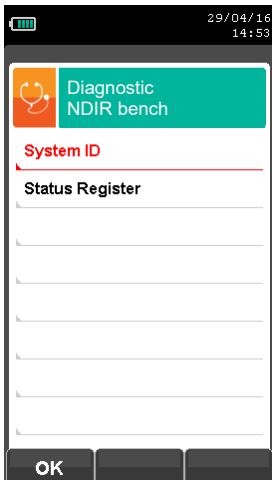 29/04/16
14:53
Diagnostic
NDIR bench
System ID
Status Register
OK